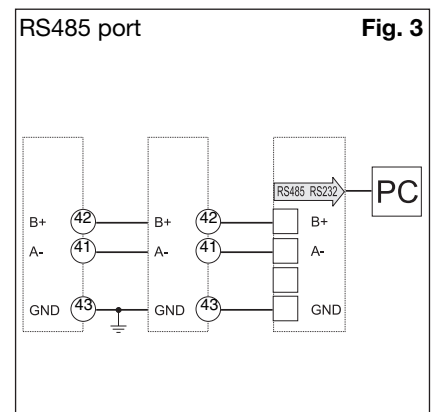 RS485 port Fig. 3
RS485 RS232 PC
B+ 42 B+ 42 B+
A- 41 A- 41 A-
GND 43 GND 43 GND